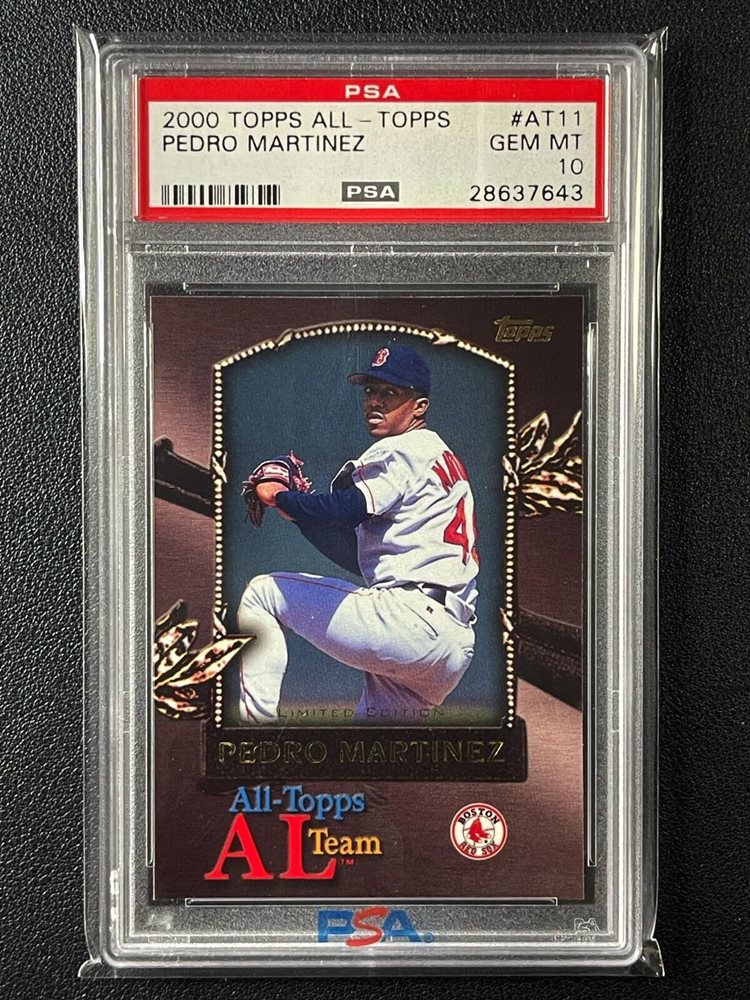 PSA
2000 TOPPS ALL-TOPPS #AT11
PEDRO MARTINEZ GEM MT
10
PSA 28637643
Topps
B
LIMITED EDITION
PEDRO MARTINEZ
All-Topps
AL Team ™
BOSTON
RED SOX
PSA®